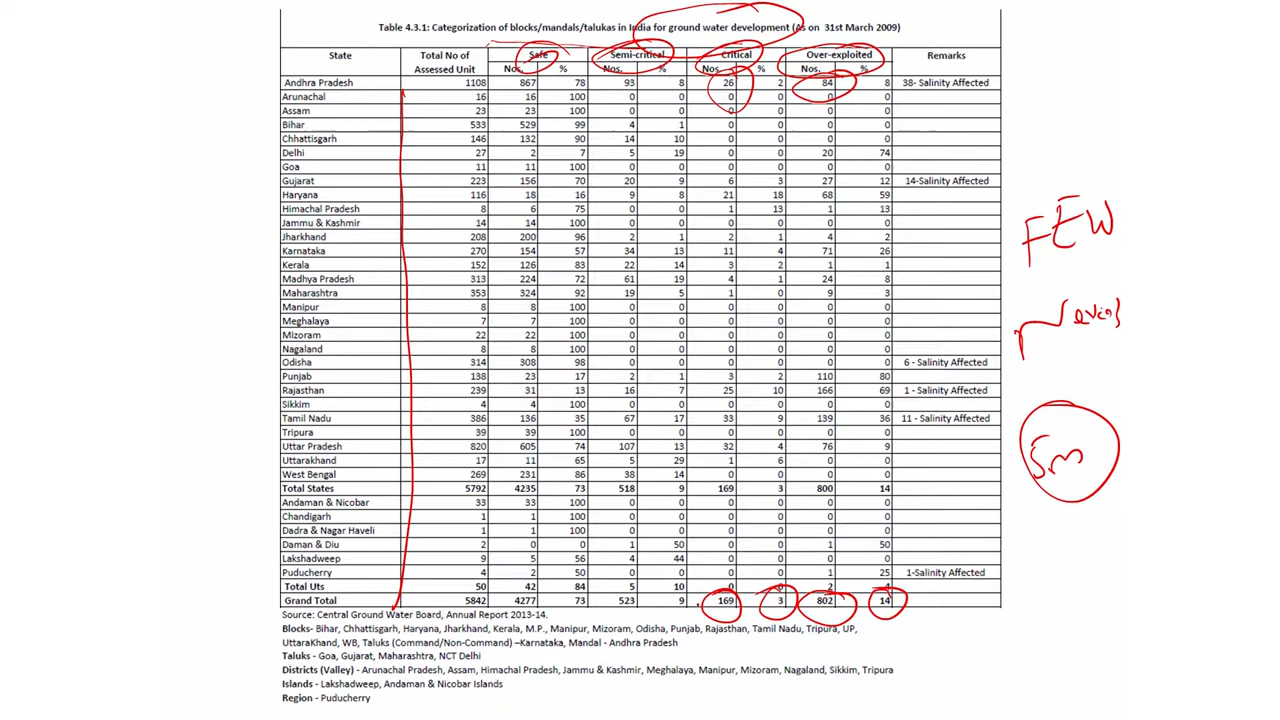 Table 4.3.1: Categorization of blocks/mandals/talukas in India for ground water development (As on 31st March 2009)
State Total No of Assessed Unit Safe Semi-critical Critical Over-exploited Remarks
Nos. % Nos. % Nos. % Nos. %
Andhra Pradesh 1108 867 78 93 8 26 2 84 8 38- Salinity Affected
Arunachal 16 16 100 0 0 0 0 0 0
Assam 23 23 100 0 0 0 0 0 0
Bihar 533 529 99 4 1 0 0 0 0
Chhattisgarh 146 132 90 14 10 0 0 0 0
Delhi 27 2 7 5 19 0 0 20 74
Goa 11 11 100 0 0 0 0 0 0
Gujarat 223 156 70 20 9 6 3 27 12 14-Salinity Affected
Haryana 116 18 16 9 8 21 18 68 59
Himachal Pradesh 8 6 75 0 0 1 13 1 13
Jammu & Kashmir 14 14 100 0 0 0 0 0 0
Jharkhand 208 200 96 2 1 2 1 4 2
Karnataka 270 154 57 34 13 11 4 71 26
Kerala 152 126 83 22 14 3 2 1 1
Madhya Pradesh 313 224 72 61 19 4 1 24 8
Maharashtra 353 324 92 19 5 1 0 9 3
Manipur 8 8 100 0 0 0 0 0 0
Meghalaya 7 7 100 0 0 0 0 0 0
Mizoram 22 22 100 0 0 0 0 0 0
Nagaland 8 8 100 0 0 0 0 0 0
Odisha 314 308 98 0 0 0 0 0 0 6 - Salinity Affected
Punjab 138 23 17 2 1 3 2 110 80
Rajasthan 239 31 13 16 7 25 10 166 69 1 - Salinity Affected
Sikkim 4 4 100 0 0 0 0 0 0
Tamil Nadu 386 136 35 67 17 33 9 139 36 11 - Salinity Affected
Tripura 39 39 100 0 0 0 0 0 0
Uttar Pradesh 820 605 74 107 13 32 4 76 9
Uttarakhand 17 11 65 5 29 1 6 0 0
West Bengal 269 231 86 38 14 0 0 0 0
Total States 5792 4235 73 518 9 169 3 800 14
Andaman & Nicobar 33 33 100 0 0 0 0 0 0
Chandigarh 1 1 100 0 0 0 0 0 0
Dadra & Nagar Haveli 1 1 100 0 0 0 0 0 0
Daman & Diu 2 0 0 1 50 0 0 1 50
Lakshadweep 9 5 56 4 44 0 0 0 0
Puducherry 4 2 50 0 0 0 0 1 25 1-Salinity Affected
Total Uts 50 42 84 5 10 0 0 2 4
Grand Total 5842 4277 73 523 9 169 3 802 14
Source: Central Ground Water Board, Annual Report 2013-14.
Blocks- Bihar, Chhattisgarh, Haryana, Jharkhand, Kerala, M.P., Manipur, Mizoram, Odisha, Punjab, Rajasthan, Tamil Nadu, Tripura, UP,
UttaraKhand, WB, Taluks (Command/Non-Command) –Karnataka, Mandal - Andhra Pradesh
Taluks - Goa, Gujarat, Maharashtra, NCT Delhi
Districts (Valley) - Arunachal Pradesh, Assam, Himachal Pradesh, Jammu & Kashmir, Meghalaya, Manipur, Mizoram, Nagaland, Sikkim, Tripura
Islands - Lakshadweep, Andaman & Nicobar Islands
Region - Puducherry
FEW
5m